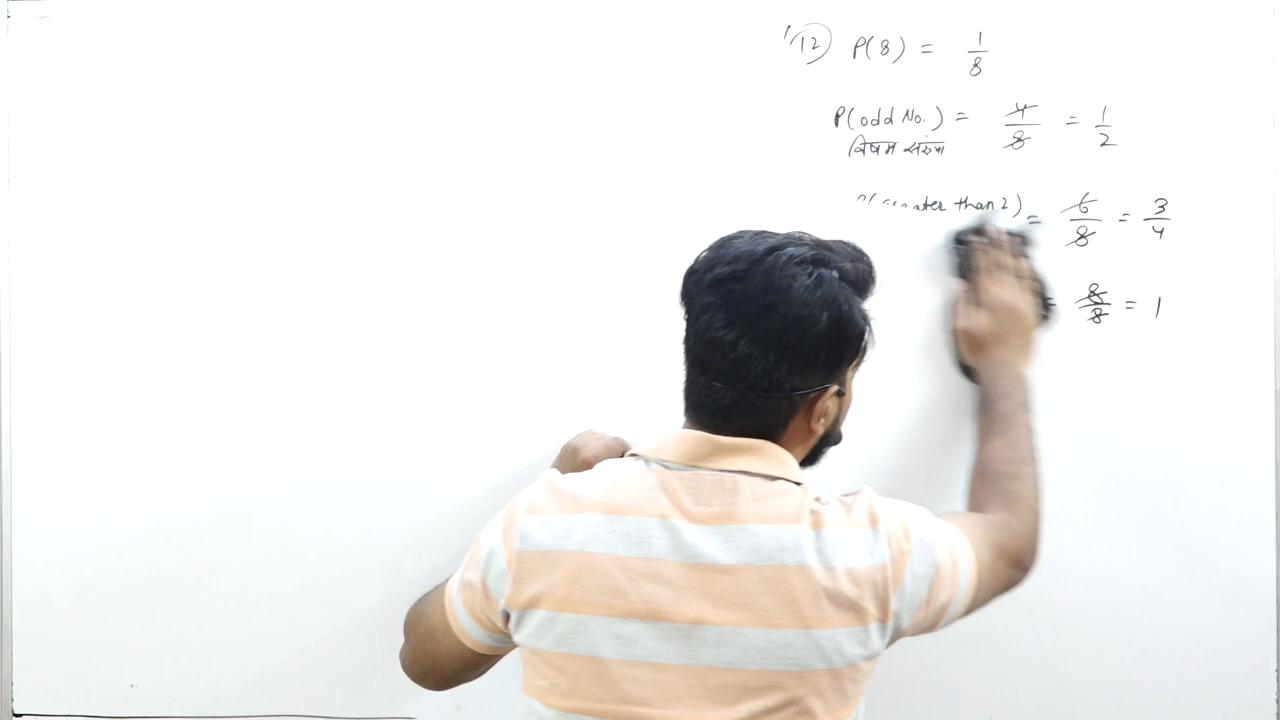 12 P(8) = 1/8
P(odd No.) = 4/8 = 1/2
विषम संख्या
than 2) = 6/8 = 3/4
= 8/8 = 1